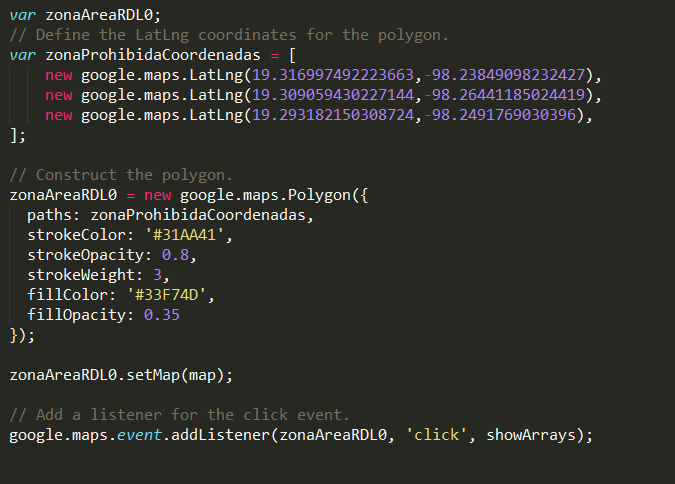 var zonaAreaRDL0;
// Define the LatLng coordinates for the polygon.
var zonaProhibidaCoordenadas = [
    new google.maps.LatLng(19.316997492223663,-98.23849098232427),
    new google.maps.LatLng(19.309059430227144,-98.26441185024419),
    new google.maps.LatLng(19.293182150308724,-98.2491769030396),
];

// Construct the polygon.
zonaAreaRDL0 = new google.maps.Polygon({
  paths: zonaProhibidaCoordenadas,
  strokeColor: '#31AA41',
  strokeOpacity: 0.8,
  strokeWeight: 3,
  fillColor: '#33F74D',
  fillOpacity: 0.35
});

zonaAreaRDL0.setMap(map);

// Add a listener for the click event.
google.maps.event.addListener(zonaAreaRDL0, 'click', showArrays);